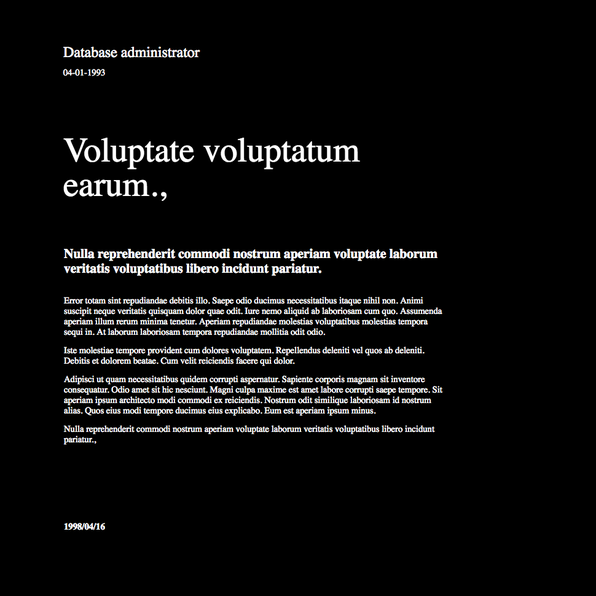 Database administrator
04-01-1993
Voluptate voluptatum
earum.,
Nulla reprehenderit commodi nostrum aperiam voluptate laborum
veritatis voluptatibus libero incidunt pariatur.
Error totam sint repudiandae debitis illo. Saepe odio ducimus necessitatibus itaque nihil non. Animi
suscipit neque veritatis quisquam dolor quae odit. Iure nemo aliquid ab laboriosam cum quo. Assumenda
aperiam illum rerum minima tenetur. Aperiam repudiandae molestias voluptatibus molestias tempora
sequi in. At laborum laboriosam tempora repudiandae mollitia odit odio.
Iste molestiae tempore provident cum dolores voluptatem. Repellendus deleniti vel quos ab deleniti.
Debitis et dolorem beatae. Cum velit reiciendis facere qui dolor.
Adipisci ut quam necessitatibus quidem corrupti aspernatur. Sapiente corporis magnam sit inventore
consequatur. Odio amet sit hic nesciunt. Magni culpa maxime est amet labore corrupti saepe tempore. Sit
aperiam ipsum architecto modi commodi ex reiciendis. Nostrum odit similique laboriosam id nostrum
alias. Quos eius modi tempore ducimus eius explicabo. Eum est aperiam ipsum minus.
Nulla reprehenderit commodi nostrum aperiam voluptate laborum veritatis voluptatibus libero incidunt
pariatur.,
1998/04/16